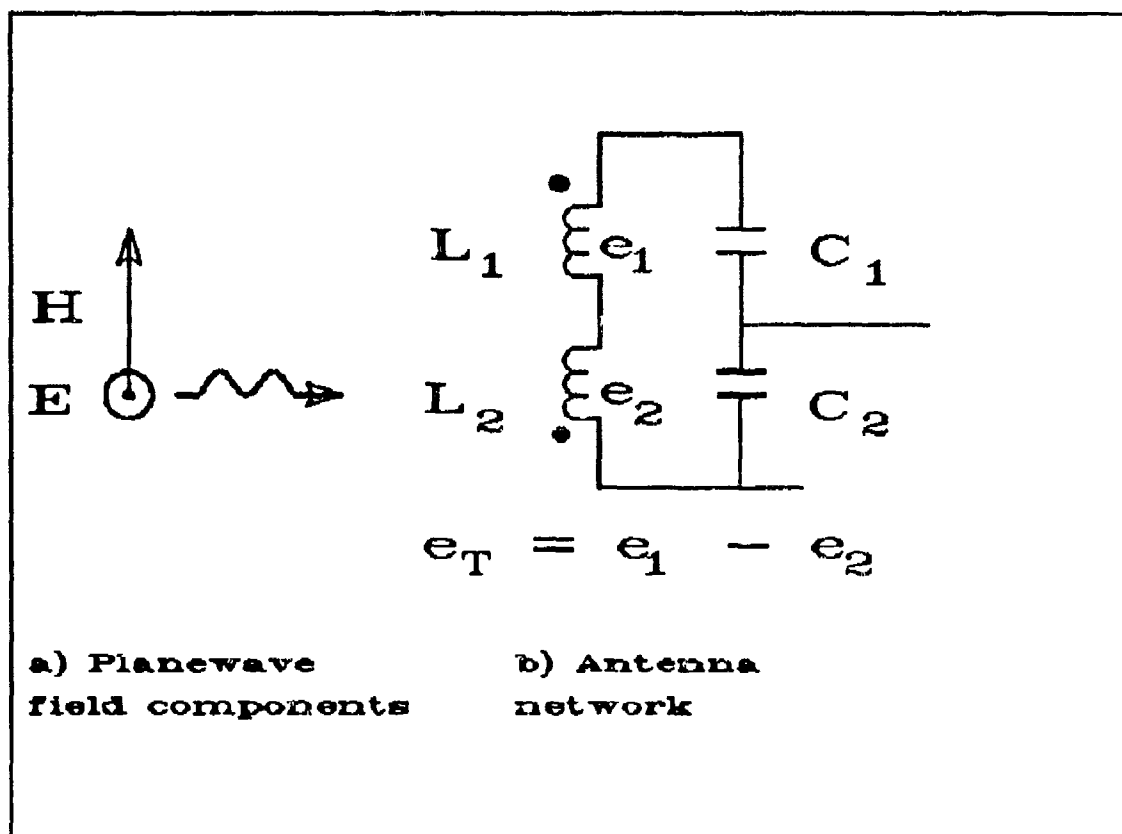 H
E
L1
L2
e1
e2
C1
C2
eT = e1 - e2
a) Planewave
field components
b) Antenna
network